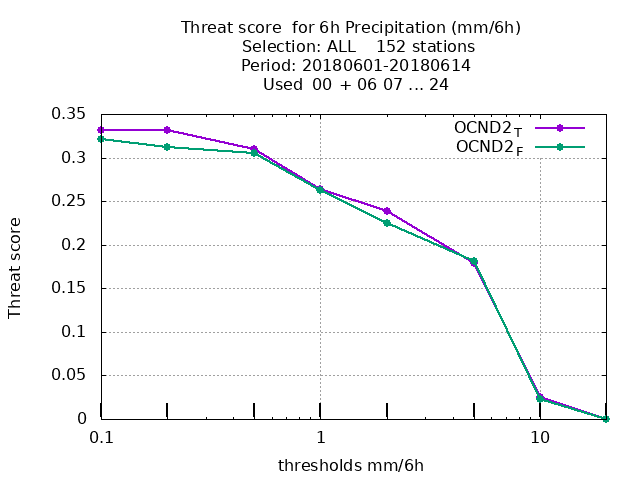 Threat score  for 6h Precipitation (mm/6h)
Selection: ALL    152 stations
Period: 20180601-20180614
Used  00 + 06 07 ... 24
OCND2T
OCND2F
0.35
0.3
0.25
0.2
0.15
0.1
0.05
0
Threat score
0.1
1
10
thresholds mm/6h